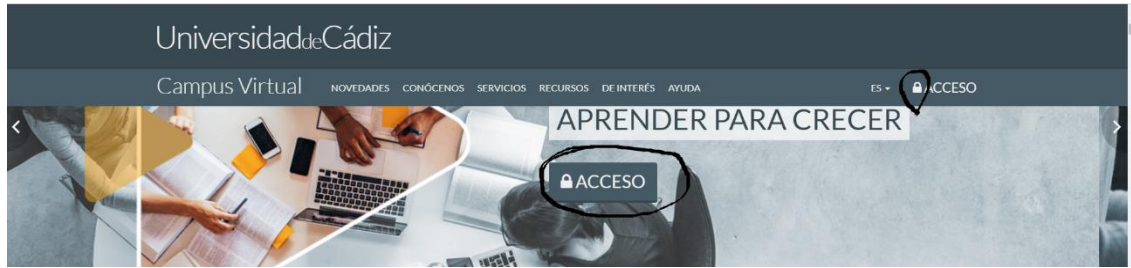 UniversidaddeCádiz
Campus Virtual NOVEDADES CONÓCENOS SERVICIOS RECURSOS DE INTERÉS AYUDA ES ACCESO
APRENDER PARA CRECER
ACCESO